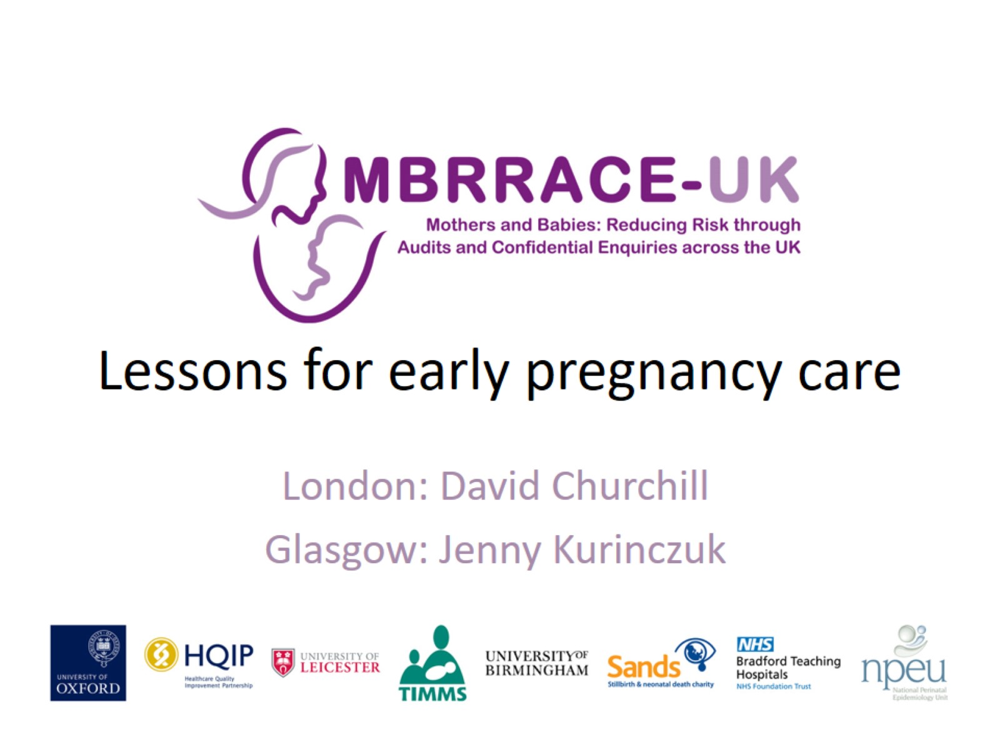 MBRRACE-UK
Mothers and Babies: Reducing Risk through
Audits and Confidential Enquiries across the UK
Lessons for early pregnancy care
London: David Churchill
Glasgow: Jenny Kurinczuk
UNIVERSITY OF
OXFORD
HQIP
Healthcare Quality
Improvement Partnership
UNIVERSITY OF
LEICESTER
TIMMS
UNIVERSITY OF
BIRMINGHAM
Sands
Stillbirth & neonatal death charity
NHS
Bradford Teaching
Hospitals
NHS Foundation Trust
npeu
National Perinatal
Epidemiology Unit